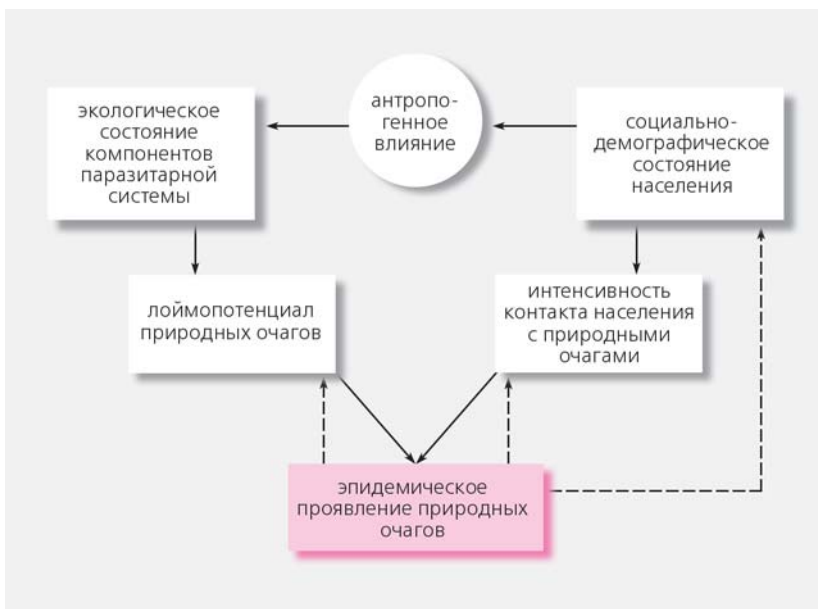 экологическое
состояние
компонентов
паразитарной
системы
антропо-
генное
влияние
социально-
демографическое
состояние
населения
лоймопотенциал
природных очагов
интенсивность
контакта населения
с природными
очагами
эпидемическое
проявление природных
очагов